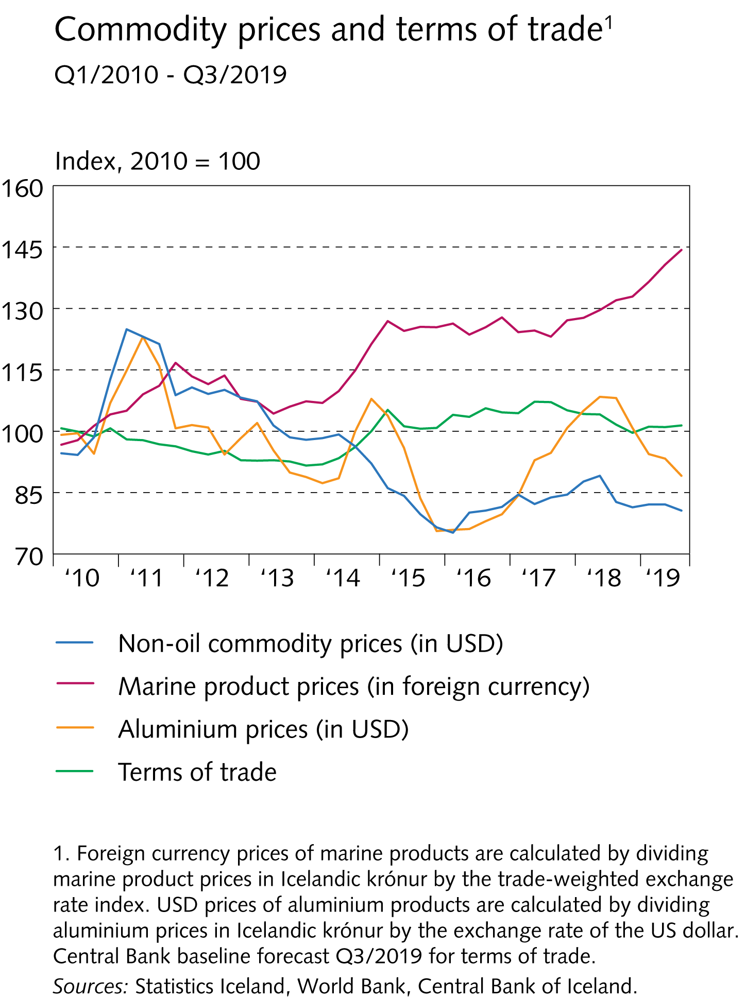 Commodity prices and terms of trade¹
Q1/2010 - Q3/2019
Index, 2010 = 100
160
145
130
115
100
85
70
‘10 ‘11 ‘12 ‘13 ‘14 ‘15 ‘16 ‘17 ‘18 ‘19
Non-oil commodity prices (in USD)
Marine product prices (in foreign currency)
Aluminium prices (in USD)
Terms of trade
1. Foreign currency prices of marine products are calculated by dividing
marine product prices in Icelandic krónur by the trade-weighted exchange
rate index. USD prices of aluminium products are calculated by dividing
aluminium prices in Icelandic krónur by the exchange rate of the US dollar.
Central Bank baseline forecast Q3/2019 for terms of trade.
Sources: Statistics Iceland, World Bank, Central Bank of Iceland.